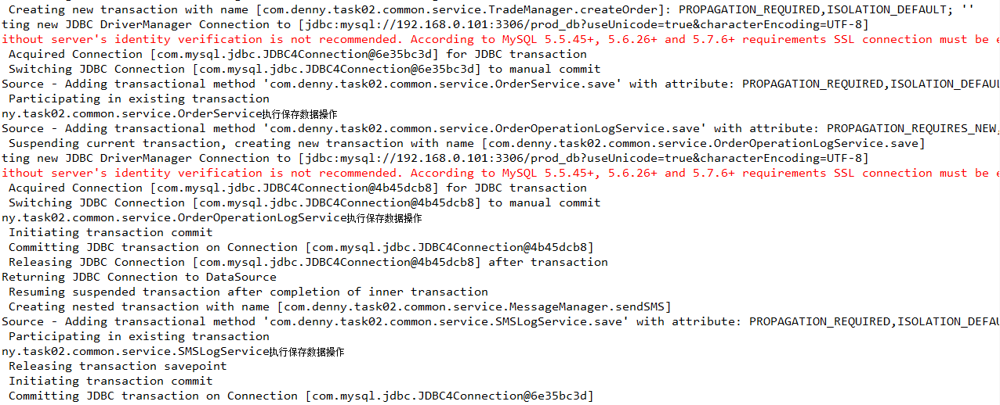 Creating new transaction with name [com.denny.task02.common.service.TradeManager.createOrder]: PROPAGATION_REQUIRED,ISOLATION_DEFAULT; ''
ting new JDBC DriverManager Connection to [jdbc:mysql://192.168.0.101:3306/prod_db?useUnicode=true&characterEncoding=UTF-8]
ithout server's identity verification is not recommended. According to MySQL 5.5.45+, 5.6.26+ and 5.7.6+ requirements SSL connection must be e
Acquired Connection [com.mysql.jdbc.JDBC4Connection@6e35bc3d] for JDBC transaction
Switching JDBC Connection [com.mysql.jdbc.JDBC4Connection@6e35bc3d] to manual commit
Source - Adding transactional method 'com.denny.task02.common.service.OrderService.save' with attribute: PROPAGATION_REQUIRED,ISOLATION_DEFAUL
Participating in existing transaction
ny.task02.common.service.OrderService执行保存数据操作
Source - Adding transactional method 'com.denny.task02.common.service.OrderOperationLogService.save' with attribute: PROPAGATION_REQUIRES_NEW,
Suspending current transaction, creating new transaction with name [com.denny.task02.common.service.OrderOperationLogService.save]
ting new JDBC DriverManager Connection to [jdbc:mysql://192.168.0.101:3306/prod_db?useUnicode=true&characterEncoding=UTF-8]
ithout server's identity verification is not recommended. According to MySQL 5.5.45+, 5.6.26+ and 5.7.6+ requirements SSL connection must be e
Acquired Connection [com.mysql.jdbc.JDBC4Connection@4b45dcb8] for JDBC transaction
Switching JDBC Connection [com.mysql.jdbc.JDBC4Connection@4b45dcb8] to manual commit
ny.task02.common.service.OrderOperationLogService执行保存数据操作
Initiating transaction commit
Committing JDBC transaction on Connection [com.mysql.jdbc.JDBC4Connection@4b45dcb8]
Releasing JDBC Connection [com.mysql.jdbc.JDBC4Connection@4b45dcb8] after transaction
Returning JDBC Connection to DataSource
Resuming suspended transaction after completion of inner transaction
Creating nested transaction with name [com.denny.task02.common.service.MessageManager.sendSMS]
Source - Adding transactional method 'com.denny.task02.common.service.SMSLogService.save' with attribute: PROPAGATION_REQUIRED,ISOLATION_DEFAU
Participating in existing transaction
ny.task02.common.service.SMSLogService执行保存数据操作
Releasing transaction savepoint
Initiating transaction commit
Committing JDBC transaction on Connection [com.mysql.jdbc.JDBC4Connection@6e35bc3d]